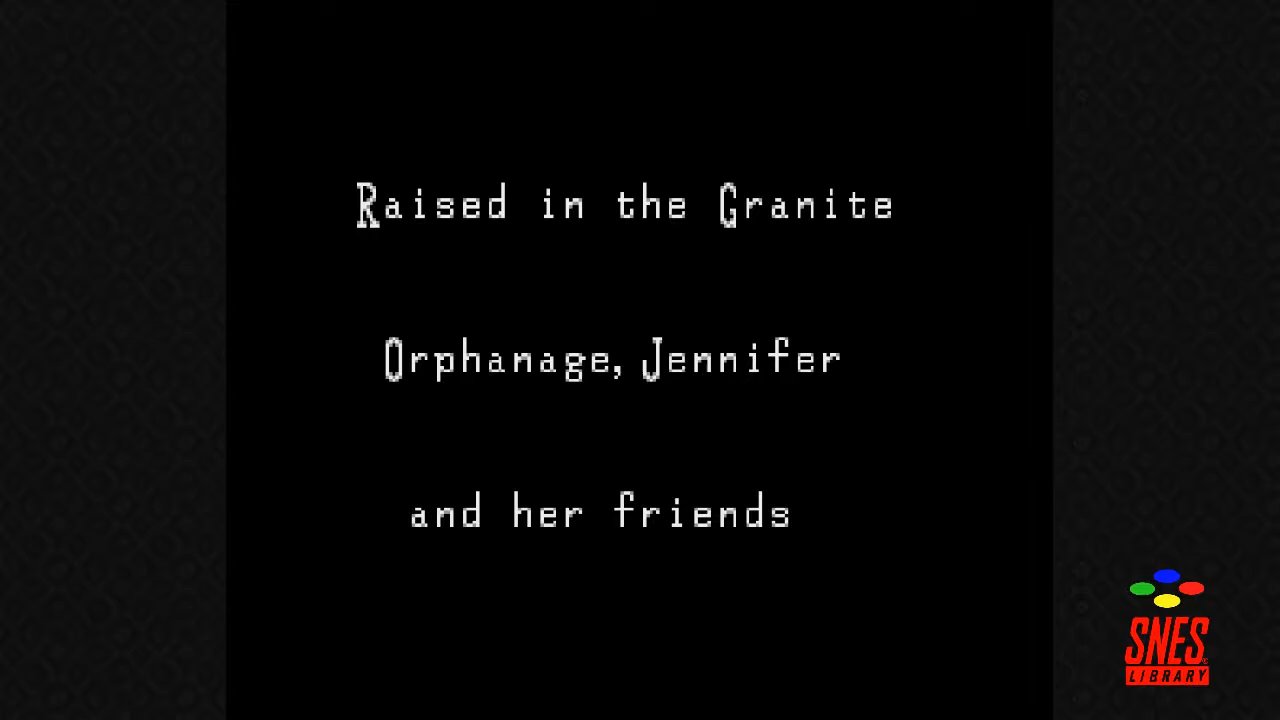 Raised in the Granite
Orphanage, Jennifer
and her friends
SNES
LIBRARY